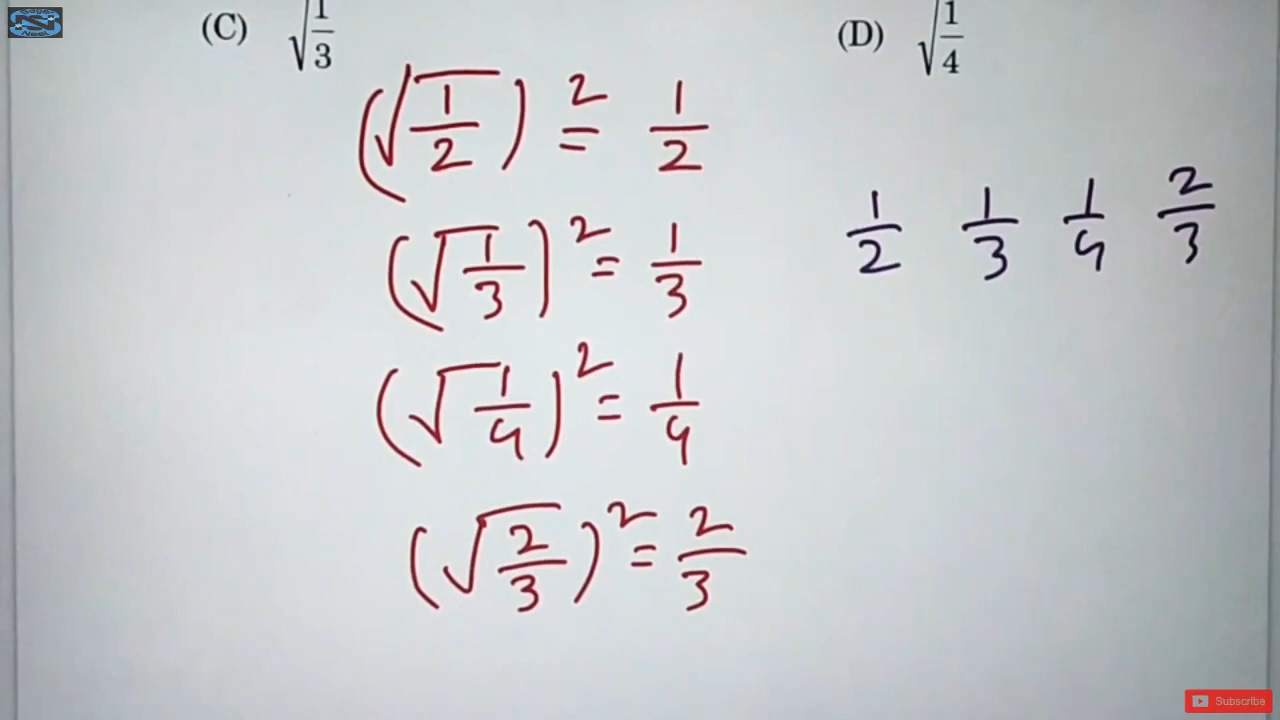 (C) √1/3
(D) √1/4
(√1/2)² = 1/2
(√1/3)² = 1/3
(√1/4)² = 1/4
(√2/3)² = 2/3
1/2 1/3 1/4 2/3
Subscribe